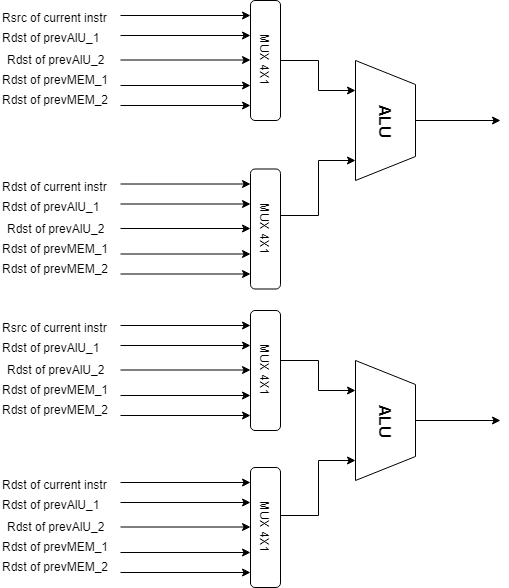 Rsrc of current instr
Rdst of prevAlU_1
Rdst of prevAlU_2
Rdst of prevMEM_1
Rdst of prevMEM_2
MUX 4X1
ALU
Rdst of current instr
Rdst of prevAlU_1
Rdst of prevAlU_2
Rdst of prevMEM_1
Rdst of prevMEM_2
MUX 4X1
Rsrc of current instr
Rdst of prevAlU_1
Rdst of prevAlU_2
Rdst of prevMEM_1
Rdst of prevMEM_2
MUX 4X1
ALU
Rdst of current instr
Rdst of prevAlU_1
Rdst of prevAlU_2
Rdst of prevMEM_1
Rdst of prevMEM_2
MUX 4X1